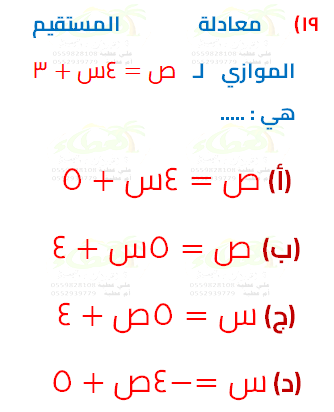 ١٩) معادلة المستقيم
الموازي لـ ص = ٤س + ٣
هي : .....
(أ) ص = ٤س + ٥
(ب) ص = ٥س + ٤
(ج) س = ٥ص + ٤
(د) س = –٤ص + ٥